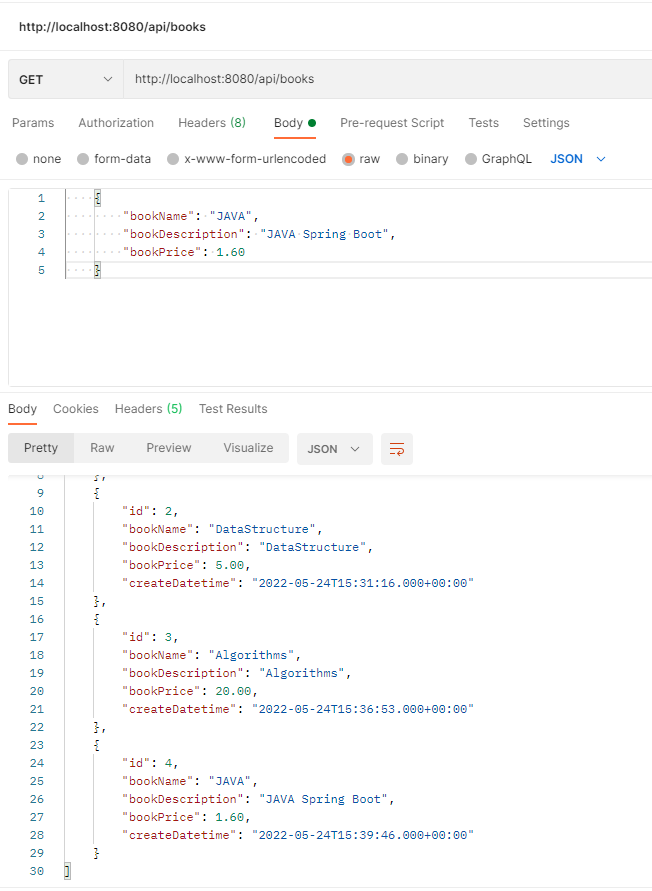 http://localhost:8080/api/books
GET http://localhost:8080/api/books
Params Authorization Headers (8) Body Pre-request Script Tests Settings
none form-data x-www-form-urlencoded raw binary GraphQL JSON
1 {
2 "bookName": "JAVA",
3 "bookDescription": "JAVA Spring Boot",
4 "bookPrice": 1.60
5 }
Body Cookies Headers (5) Test Results
Pretty Raw Preview Visualize JSON
8 },
9 {
10 "id": 2,
11 "bookName": "DataStructure",
12 "bookDescription": "DataStructure",
13 "bookPrice": 5.00,
14 "createDatetime": "2022-05-24T15:31:16.000+00:00"
15 },
16 {
17 "id": 3,
18 "bookName": "Algorithms",
19 "bookDescription": "Algorithms",
20 "bookPrice": 20.00,
21 "createDatetime": "2022-05-24T15:36:53.000+00:00"
22 },
23 {
24 "id": 4,
25 "bookName": "JAVA",
26 "bookDescription": "JAVA Spring Boot",
27 "bookPrice": 1.60,
28 "createDatetime": "2022-05-24T15:39:46.000+00:00"
29 }
30 ]